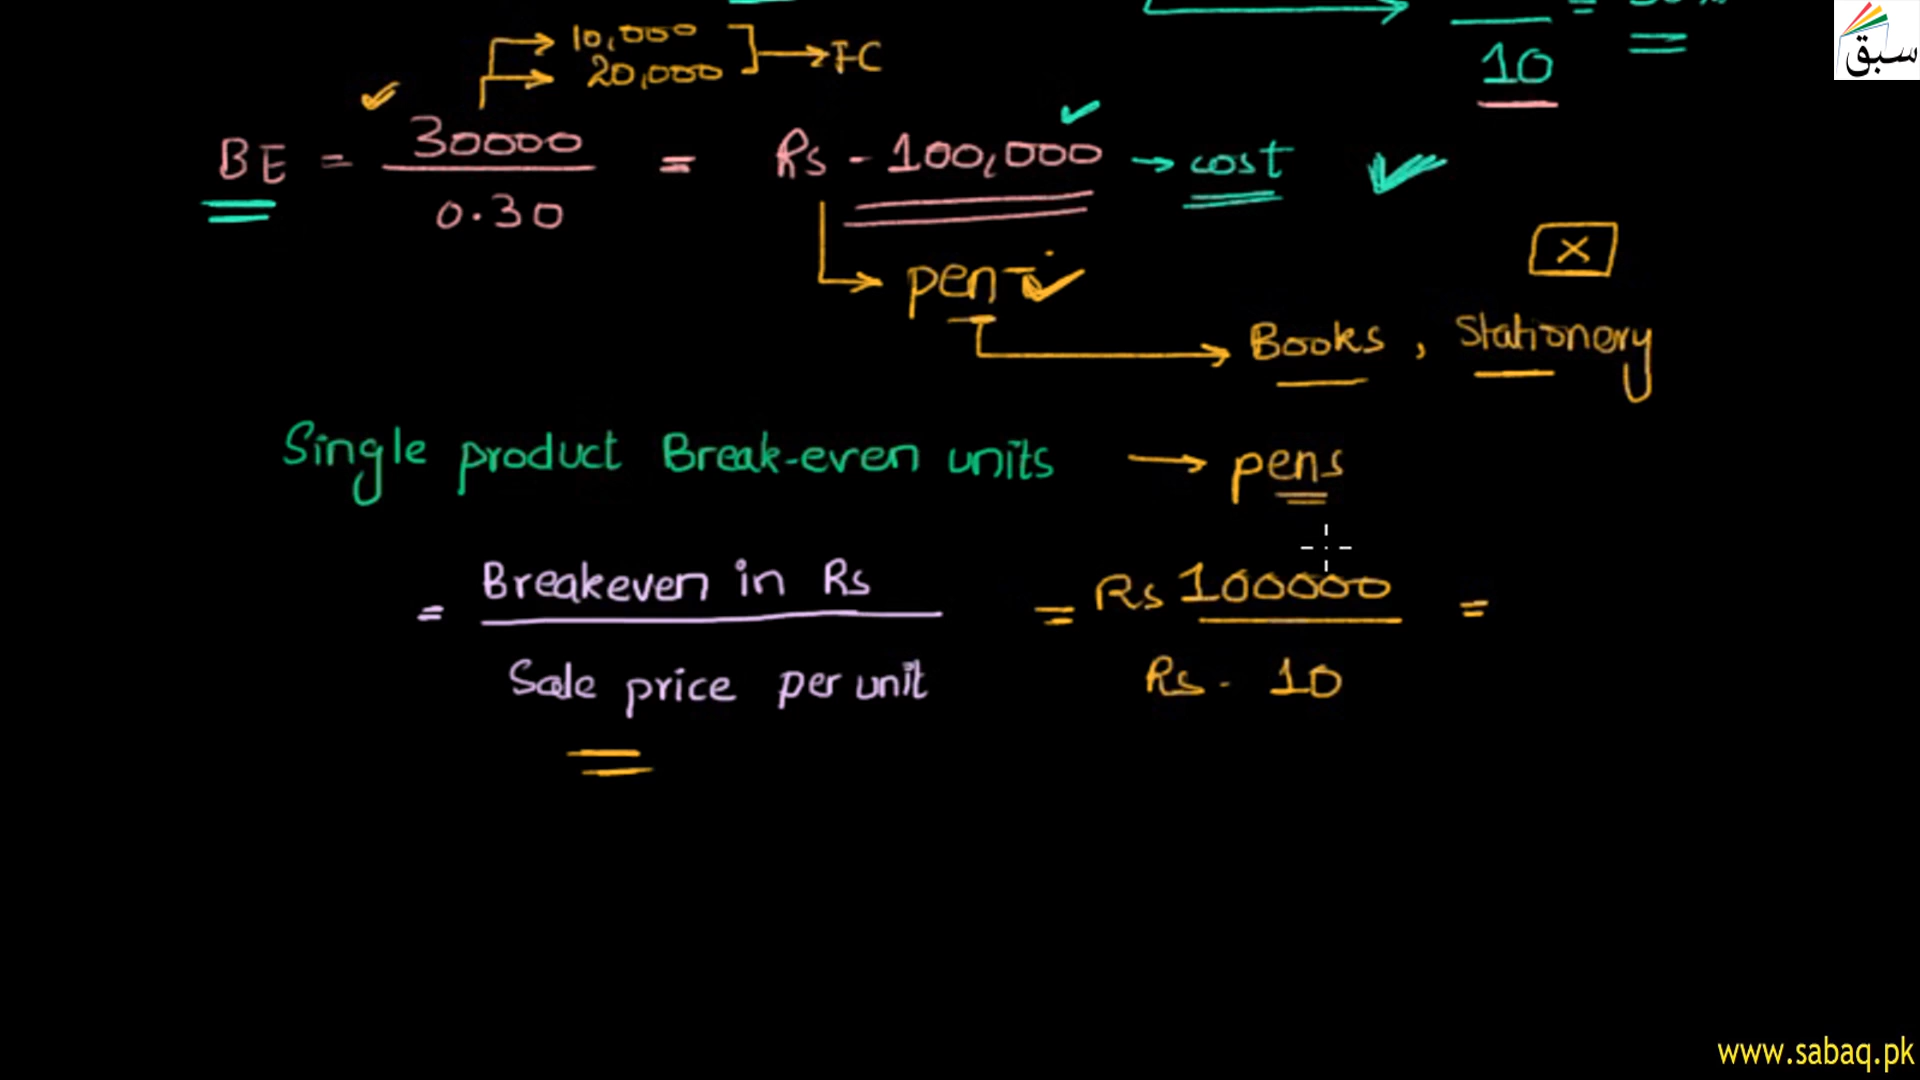 10
سبق
10,000
20,000
FC
BE = 30000 / 0.30 = Rs - 100,000 → cost
pen
x
Books, Stationery
Single product Break-even units → pens
= Breakeven in Rs / Sale price per unit = Rs 100000 / Rs. 10 =
www.sabaq.pk